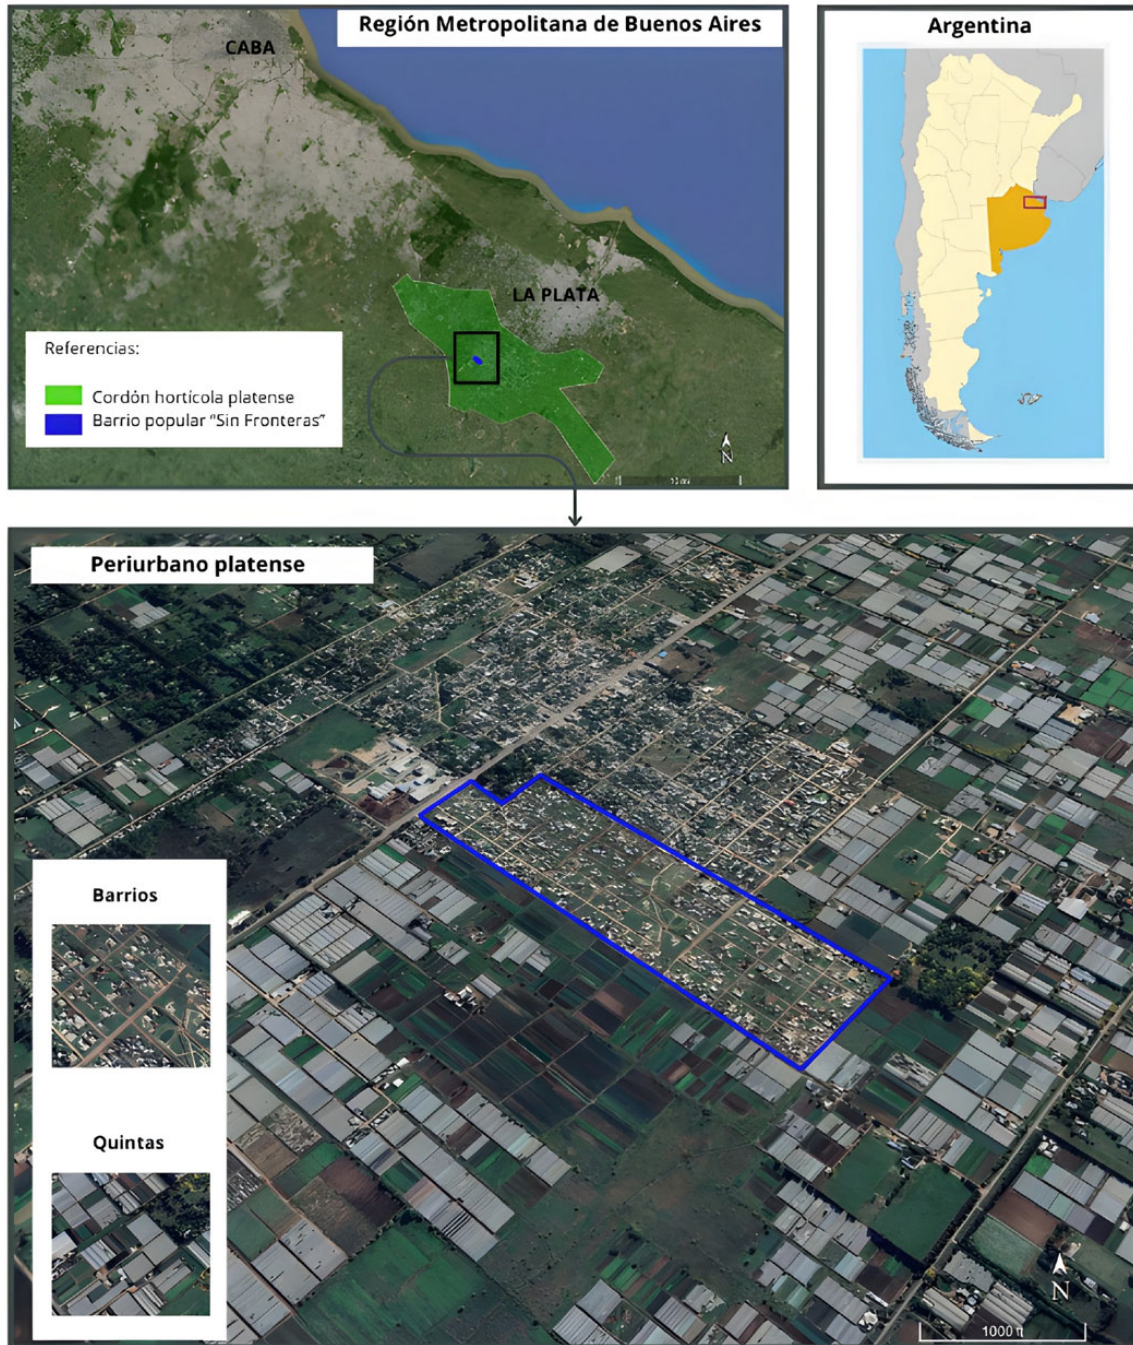 Región Metropolitana de Buenos Aires
CABA
LA PLATA
Referencias:
Cordón hortícola platense
Barrio popular "Sin Fronteras"
N
Argentina
Periurbano platense
Barrios
Quintas
N
1000 ft